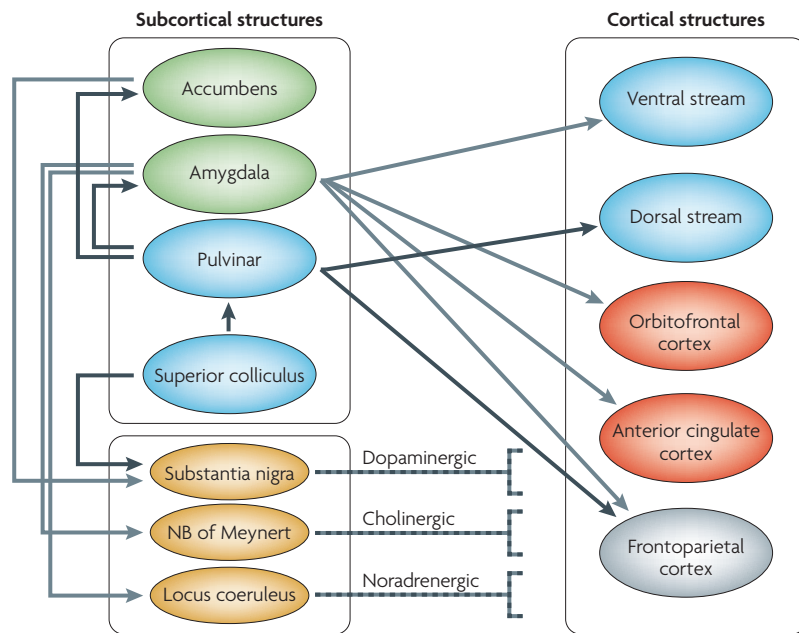 Subcortical structures
Accumbens
Amygdala
Pulvinar
Superior colliculus
Substantia nigra
NB of Meynert
Locus coeruleus
Dopaminergic
Cholinergic
Noradrenergic
Cortical structures
Ventral stream
Dorsal stream
Orbitofrontal
cortex
Anterior cingulate
cortex
Frontoparietal
cortex